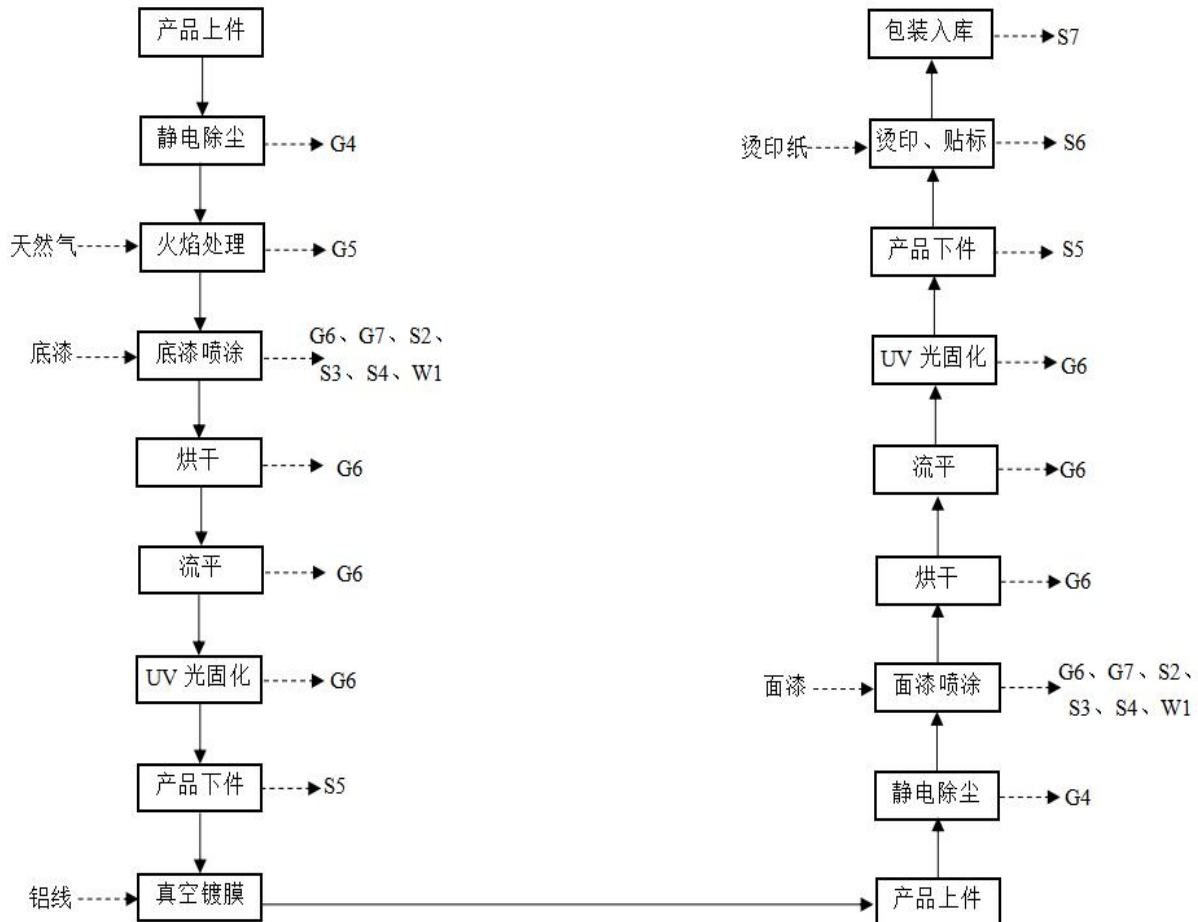 产品上件
静电除尘
G4
天然气
火焰处理
G5
底漆
底漆喷涂
G6、G7、S2、
S3、S4、W1
烘干
G6
流平
G6
UV 光固化
G6
产品下件
S5
铝线
真空镀膜
产品上件
静电除尘
G4
面漆
面漆喷涂
G6、G7、S2、
S3、S4、W1
烘干
G6
流平
G6
UV 光固化
G6
产品下件
S5
烫印纸
烫印、贴标
S6
包装入库
S7